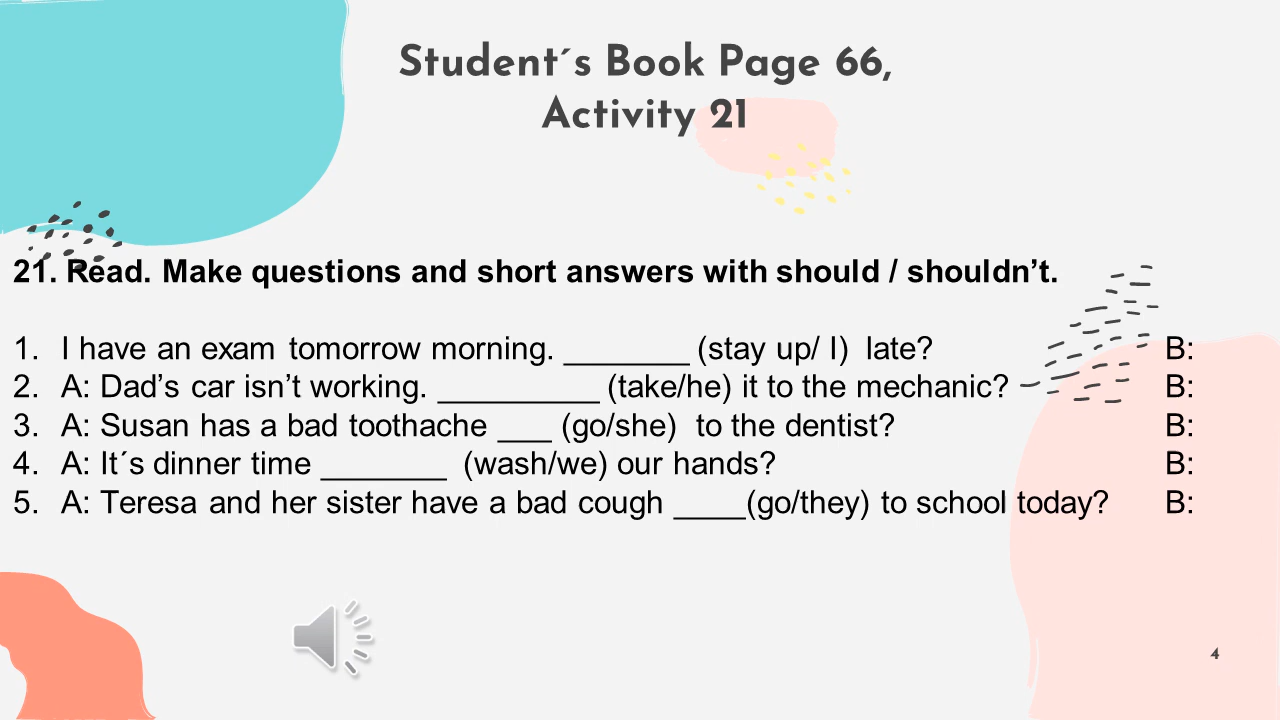 Student´s Book Page 66,
Activity 21
21. Read. Make questions and short answers with should / shouldn’t.
1. I have an exam tomorrow morning. _______ (stay up/ I) late? B:
2. A: Dad’s car isn’t working. _________ (take/he) it to the mechanic? B:
3. A: Susan has a bad toothache ___ (go/she) to the dentist? B:
4. A: It´s dinner time _______ (wash/we) our hands? B:
5. A: Teresa and her sister have a bad cough ____(go/they) to school today? B:
4